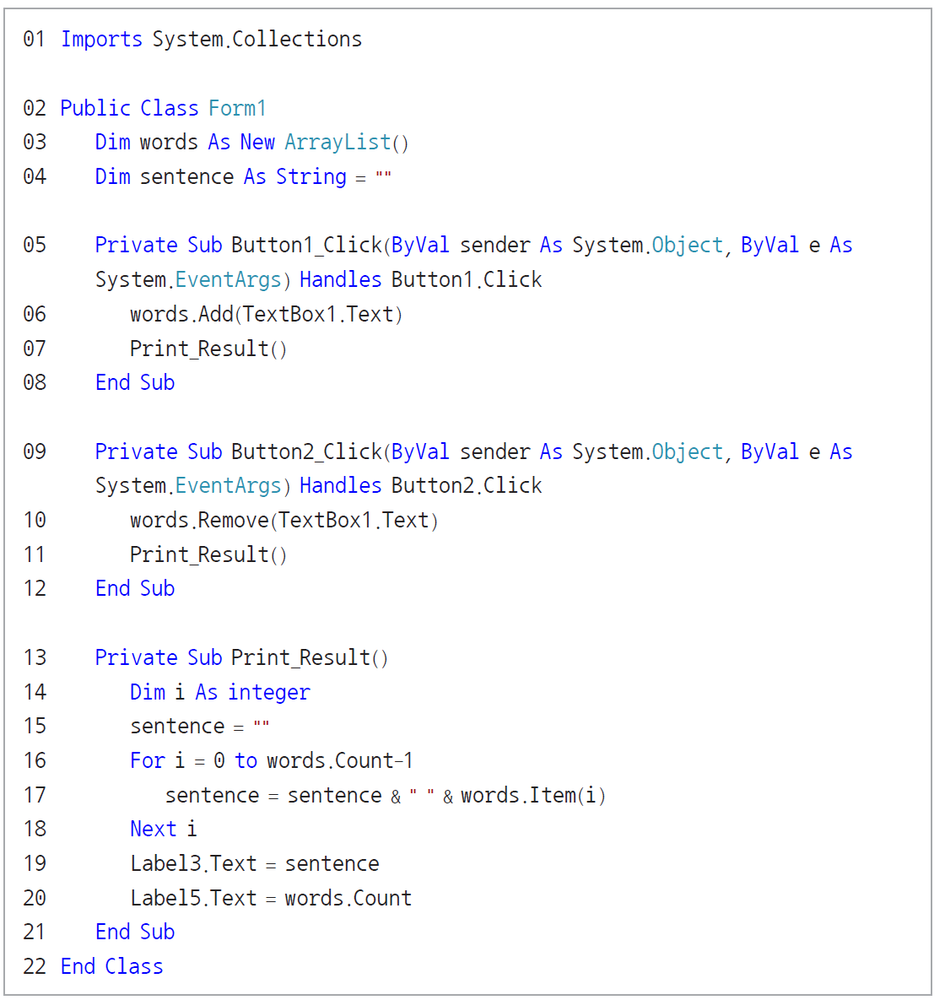 01 Imports System.Collections
02 Public Class Form1
03 Dim words As New ArrayList()
04 Dim sentence As String = ""
05 Private Sub Button1_Click(ByVal sender As System.Object, ByVal e As
System.EventArgs) Handles Button1.Click
06 words.Add(TextBox1.Text)
07 Print_Result()
08 End Sub
09 Private Sub Button2_Click(ByVal sender As System.Object, ByVal e As
System.EventArgs) Handles Button2.Click
10 words.Remove(TextBox1.Text)
11 Print_Result()
12 End Sub
13 Private Sub Print_Result()
14 Dim i As integer
15 sentence = ""
16 For i = 0 to words.Count-1
17 sentence = sentence & " " & words.Item(i)
18 Next i
19 Label3.Text = sentence
20 Label5.Text = words.Count
21 End Sub
22 End Class